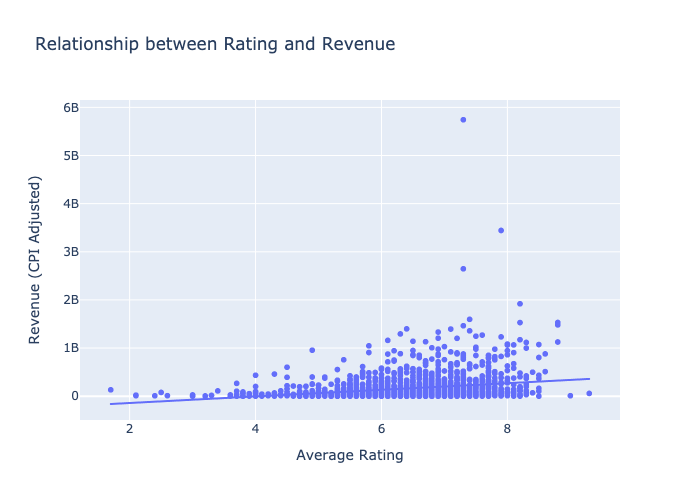 Relationship between Rating and Revenue
6B
5B
4B
3B
2B
1B
0
2
4
6
8
Average Rating
Revenue (CPI Adjusted)